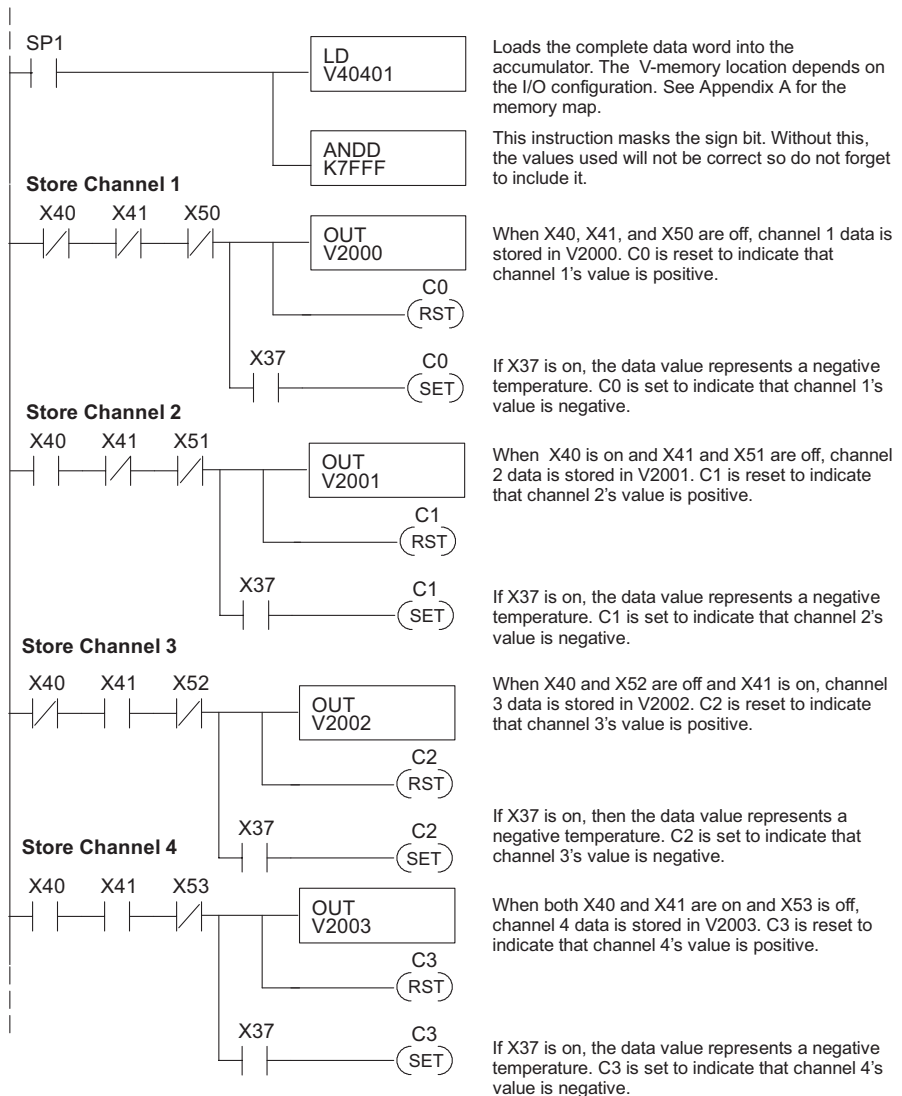 SP1
LD
V40401
Loads the complete data word into the
accumulator. The V-memory location depends on
the I/O configuration. See Appendix A for the
memory map.
ANDD
K7FFF
This instruction masks the sign bit. Without this,
the values used will not be correct so do not forget
to include it.
Store Channel 1
X40 X41 X50
OUT
V2000
C0
RST
When X40, X41, and X50 are off, channel 1 data is
stored in V2000. C0 is reset to indicate that
channel 1's value is positive.
X37
C0
SET
If X37 is on, the data value represents a negative
temperature. C0 is set to indicate that channel 1's
value is negative.
Store Channel 2
X40 X41 X51
OUT
V2001
C1
RST
When X40 is on and X41 and X51 are off, channel
2 data is stored in V2001. C1 is reset to indicate
that channel 2's value is positive.
X37
C1
SET
If X37 is on, the data value represents a negative
temperature. C1 is set to indicate that channel 2's
value is negative.
Store Channel 3
X40 X41 X52
OUT
V2002
C2
RST
When X40 and X52 are off and X41 is on, channel
3 data is stored in V2002. C2 is reset to indicate
that channel 3's value is positive.
X37
C2
SET
If X37 is on, then the data value represents a
negative temperature. C2 is set to indicate that
channel 3's value is negative.
Store Channel 4
X40 X41 X53
OUT
V2003
C3
RST
When both X40 and X41 are on and X53 is off,
channel 4 data is stored in V2003. C3 is reset to
indicate that channel 4's value is positive.
X37
C3
SET
If X37 is on, the data value represents a negative
temperature. C3 is set to indicate that channel 4's
value is negative.